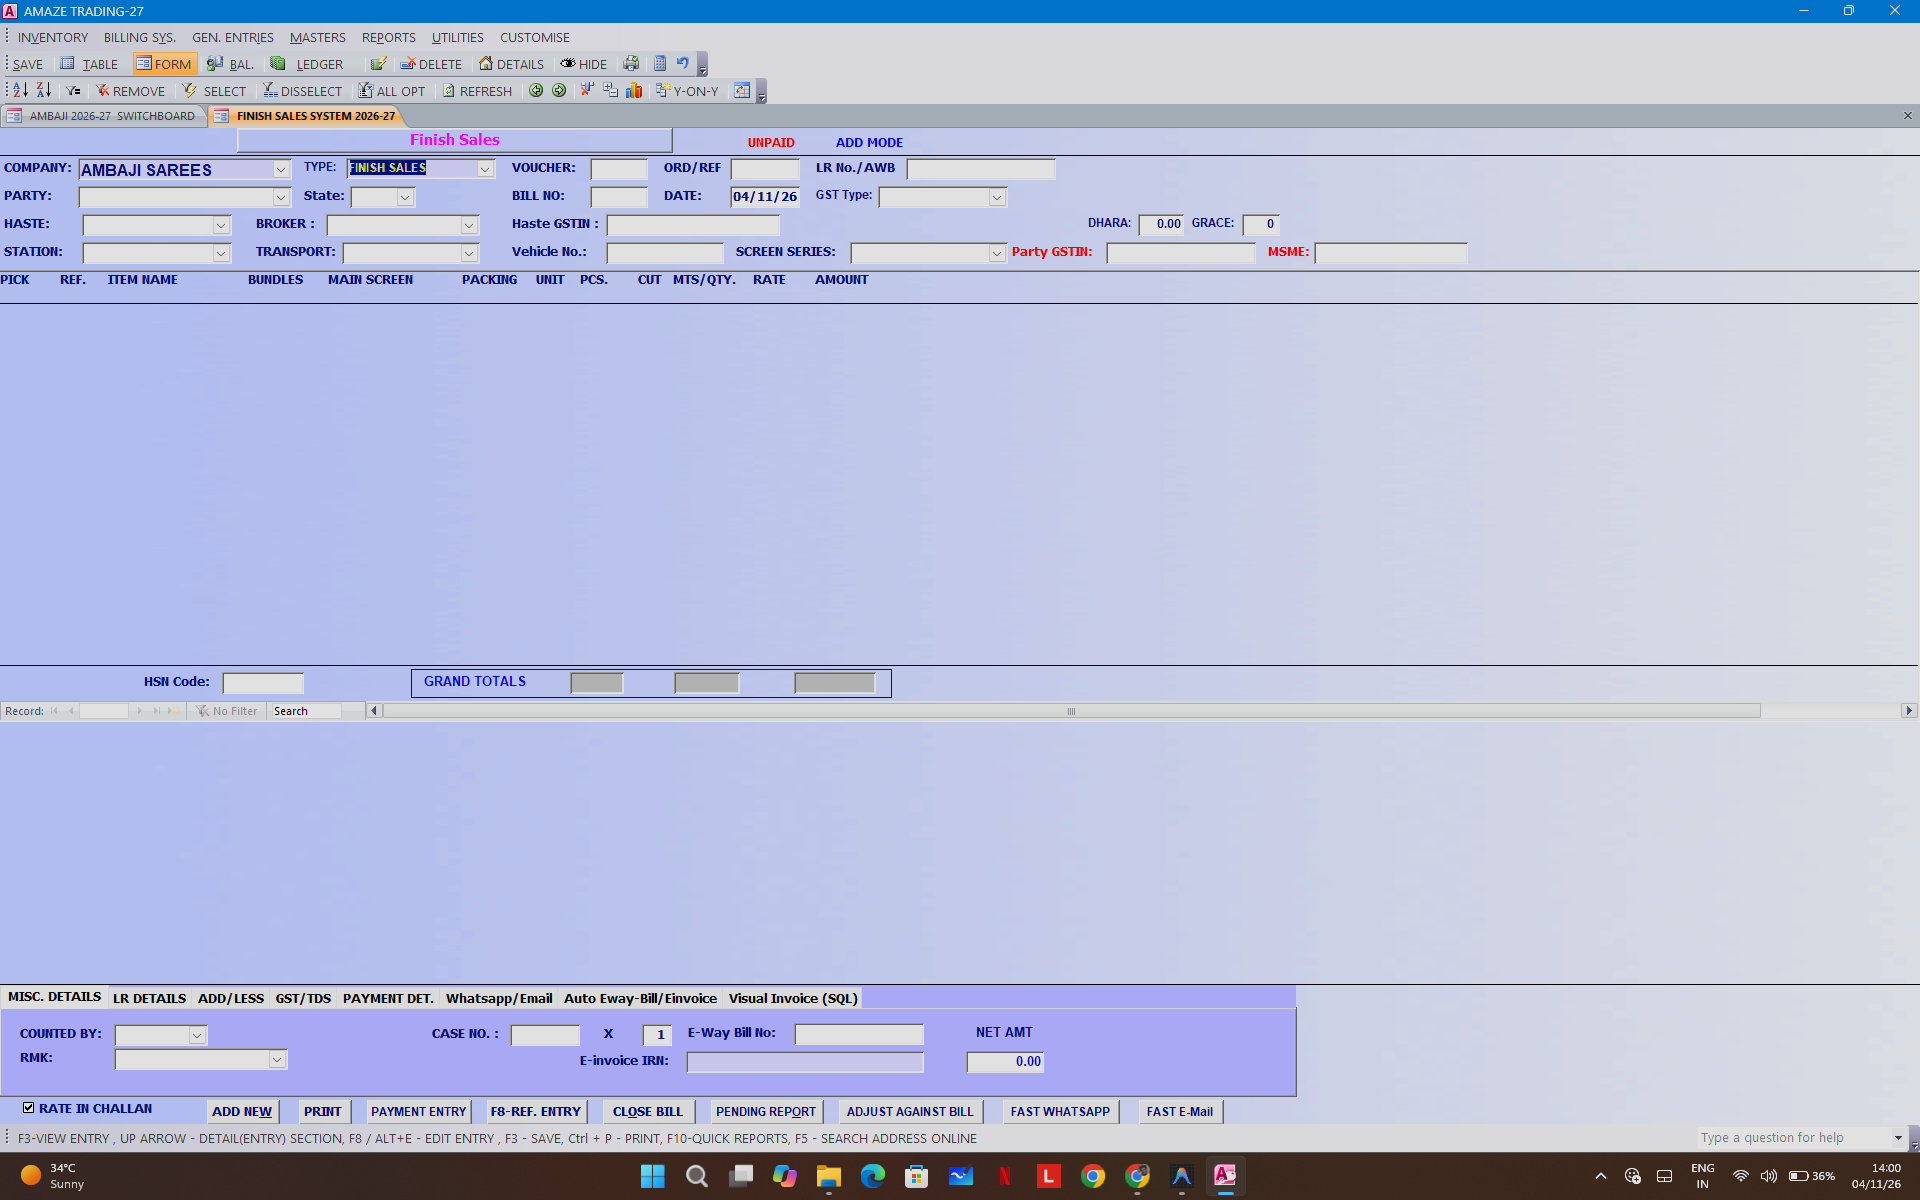 AMAZE TRADING-27
INVENTORY BILLING SYS. GEN. ENTRIES MASTERS REPORTS UTILITIES CUSTOMISE
SAVE TABLE FORM BAL. LEDGER DELETE DETAILS HIDE
REMOVE SELECT DISSELECT ALL OPT REFRESH Y-ON-Y
AMBAJI 2026-27 SWITCHBOARD FINISH SALES SYSTEM 2026-27
Finish Sales UNPAID ADD MODE
COMPANY: AMBAJI SAREES TYPE: FINISH SALES VOUCHER: ORD/REF LR No./AWB
PARTY: State: BILL NO: DATE: 04/11/26 GST Type:
HASTE: BROKER : Haste GSTIN : DHARA: 0.00 GRACE: 0
STATION: TRANSPORT: Vehicle No.: SCREEN SERIES: Party GSTIN: MSME:
PICK REF. ITEM NAME BUNDLES MAIN SCREEN PACKING UNIT PCS. CUT MTS/QTY. RATE AMOUNT
HSN Code: GRAND TOTALS
Record: No Filter Search
MISC. DETAILS LR DETAILS ADD/LESS GST/TDS PAYMENT DET. Whatsapp/Email Auto Eway-Bill/Einvoice Visual Invoice (SQL)
COUNTED BY: CASE NO. : X 1 E-Way Bill No: NET AMT
RMK: E-invoice IRN: 0.00
RATE IN CHALLAN ADD NEW PRINT PAYMENT ENTRY F8-REF. ENTRY CLOSE BILL PENDING REPORT ADJUST AGAINST BILL FAST WHATSAPP FAST E-Mail
F3-VIEW ENTRY , UP ARROW - DETAIL(ENTRY) SECTION, F8 / ALT+E - EDIT ENTRY , F3 - SAVE, Ctrl + P - PRINT, F10-QUICK REPORTS, F5 - SEARCH ADDRESS ONLINE Type a question for help
34°C
Sunny
ENG
IN
36%
14:00
04/11/26